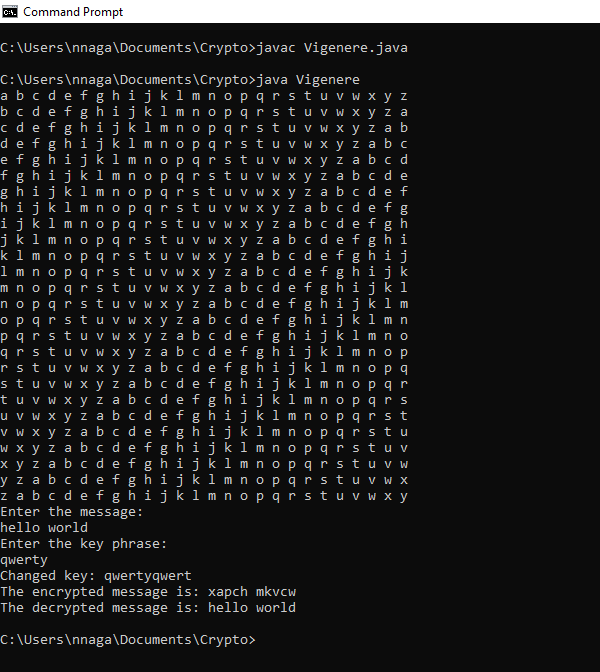 Command Prompt
C:\Users\nnaga\Documents\Crypto>javac Vigenere.java
C:\Users\nnaga\Documents\Crypto>java Vigenere
a b c d e f g h i j k l m n o p q r s t u v w x y z
b c d e f g h i j k l m n o p q r s t u v w x y z a
c d e f g h i j k l m n o p q r s t u v w x y z a b
d e f g h i j k l m n o p q r s t u v w x y z a b c
e f g h i j k l m n o p q r s t u v w x y z a b c d
f g h i j k l m n o p q r s t u v w x y z a b c d e
g h i j k l m n o p q r s t u v w x y z a b c d e f
h i j k l m n o p q r s t u v w x y z a b c d e f g
i j k l m n o p q r s t u v w x y z a b c d e f g h
j k l m n o p q r s t u v w x y z a b c d e f g h i
k l m n o p q r s t u v w x y z a b c d e f g h i j
l m n o p q r s t u v w x y z a b c d e f g h i j k
m n o p q r s t u v w x y z a b c d e f g h i j k l
n o p q r s t u v w x y z a b c d e f g h i j k l m
o p q r s t u v w x y z a b c d e f g h i j k l m n
p q r s t u v w x y z a b c d e f g h i j k l m n o
q r s t u v w x y z a b c d e f g h i j k l m n o p
r s t u v w x y z a b c d e f g h i j k l m n o p q
s t u v w x y z a b c d e f g h i j k l m n o p q r
t u v w x y z a b c d e f g h i j k l m n o p q r s
u v w x y z a b c d e f g h i j k l m n o p q r s t
v w x y z a b c d e f g h i j k l m n o p q r s t u
w x y z a b c d e f g h i j k l m n o p q r s t u v
x y z a b c d e f g h i j k l m n o p q r s t u v w
y z a b c d e f g h i j k l m n o p q r s t u v w x
z a b c d e f g h i j k l m n o p q r s t u v w x y
Enter the message:
hello world
Enter the key phrase:
qwerty
Changed key: qwertyqwert
The encrypted message is: xapch mkvcw
The decrypted message is: hello world
C:\Users\nnaga\Documents\Crypto>